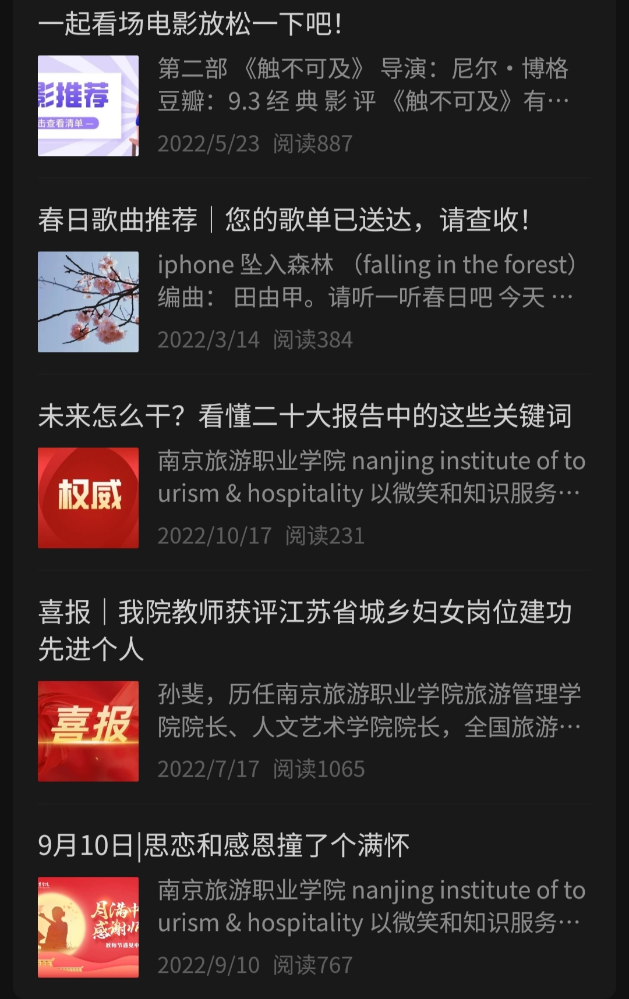 一起看场电影放松一下吧！
影推荐
击查看清单 —
第二部 《触不可及》 导演：尼尔·博格
豆瓣：9.3 经 典 影 评 《触不可及》有…
2022/5/23 阅读887
春日歌曲推荐｜您的歌单已送达，请查收！
iphone 坠入森林 （falling in the forest）
编曲： 田由甲。请听一听春日吧 今天 …
2022/3/14 阅读384
未来怎么干？看懂二十大报告中的这些关键词
权威
南京旅游职业学院 nanjing institute of to
urism & hospitality 以微笑和知识服务…
2022/10/17 阅读231
喜报｜我院教师获评江苏省城乡妇女岗位建功
先进个人
喜报
孙斐，历任南京旅游职业学院旅游管理学
院院长、人文艺术学院院长，全国旅游…
2022/7/17 阅读1065
9月10日|思恋和感恩撞了个满怀
月满中
感谢师
教师节遇见中
南京旅游职业学院 nanjing institute of to
urism & hospitality 以微笑和知识服务…
2022/9/10 阅读767